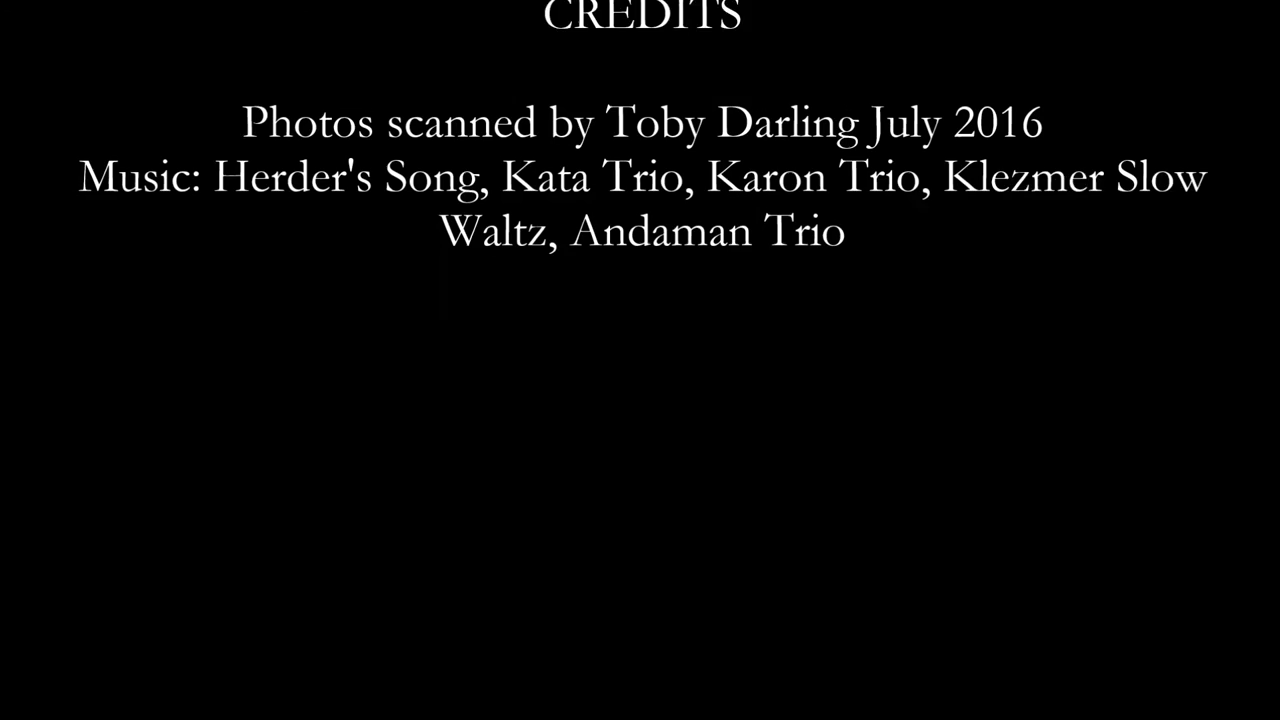 CREDITS
Photos scanned by Toby Darling July 2016
Music: Herder's Song, Kata Trio, Karon Trio, Klezmer Slow
Waltz, Andaman Trio